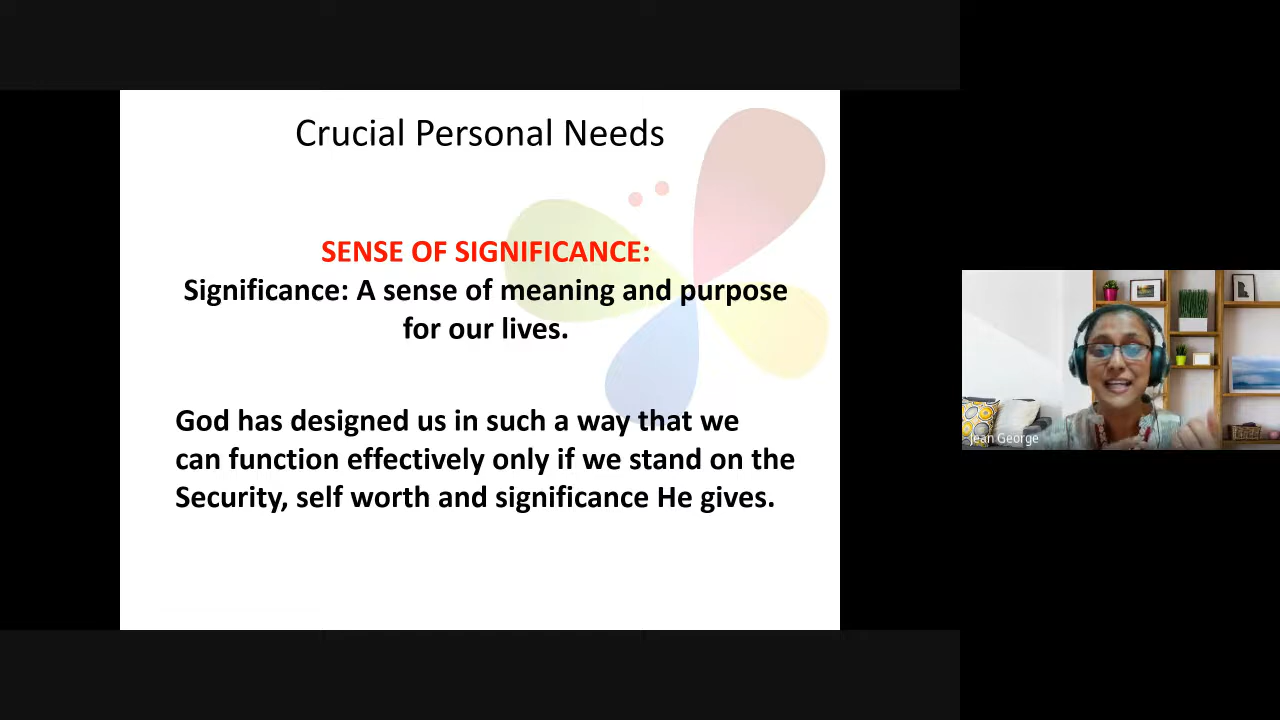 Crucial Personal Needs
SENSE OF SIGNIFICANCE:
Significance: A sense of meaning and purpose
for our lives.
God has designed us in such a way that we
can function effectively only if we stand on the
Security, self worth and significance He gives.
Jean George